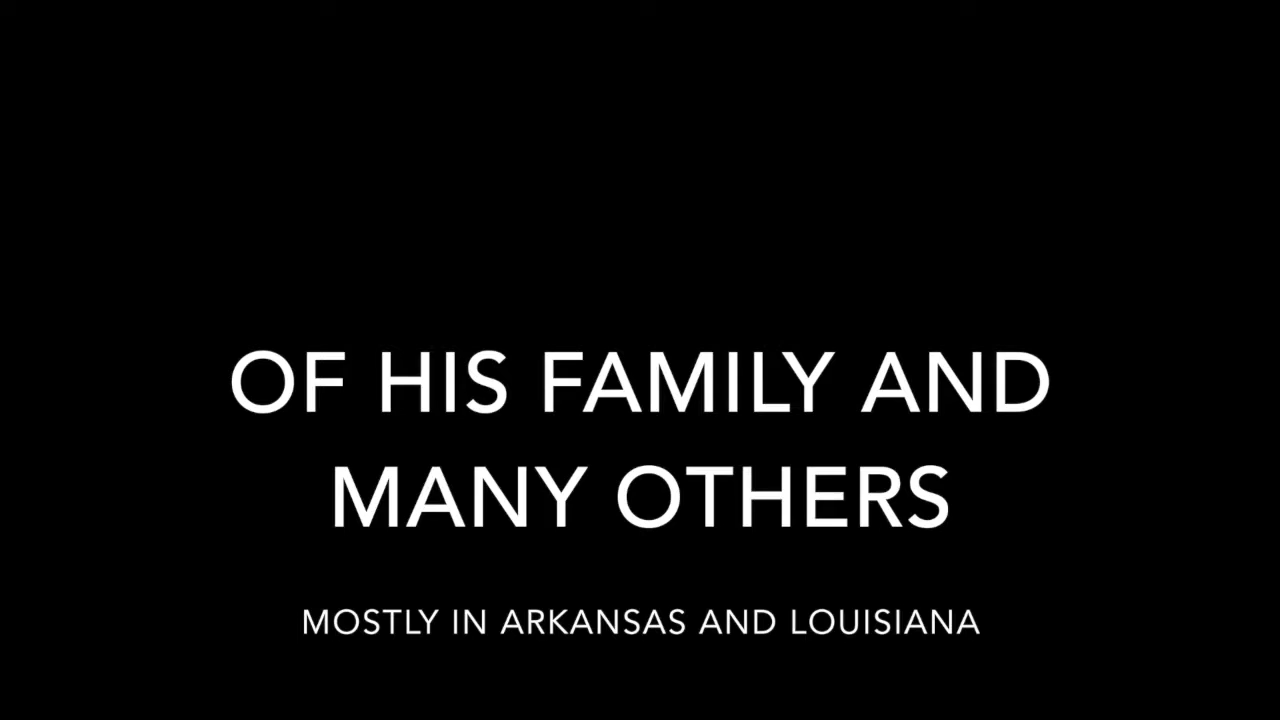 OF HIS FAMILY AND
MANY OTHERS
MOSTLY IN ARKANSAS AND LOUISIANA